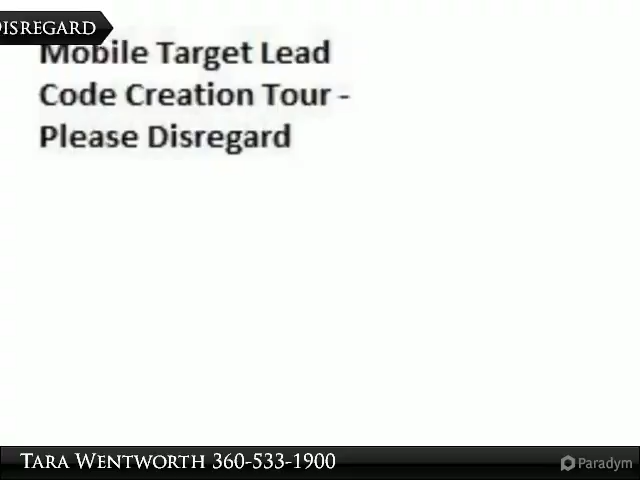 DISREGARD
Mobile Target Lead
Code Creation Tour -
Please Disregard
Tara Wentworth 360-533-1900
Paradym